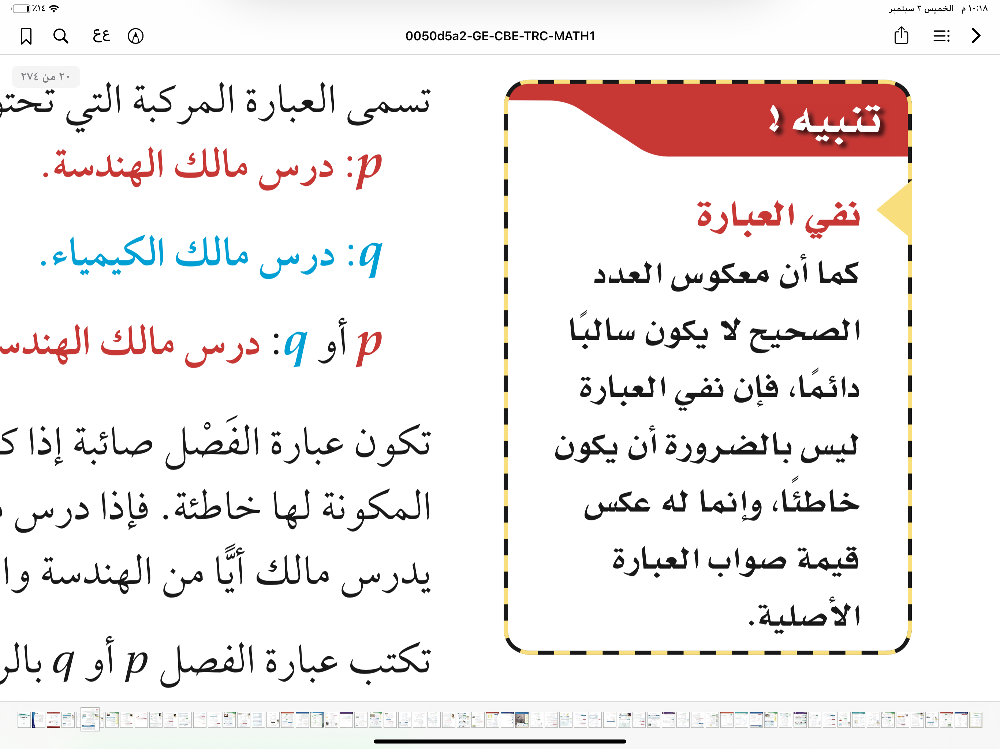 ١٠:١٨ م الخميس ٢ سبتمبر
٪١٤
0050d5a2-GE-CBE-TRC-MATH1
عع
٢٠ من ٢٧٤
تنبيه !
نفي العبارة
كما أن معكوس العدد
الصحيح لا يكون سالبًا
دائمًا، فإن نفي العبارة
ليس بالضرورة أن يكون
خاطئًا، وإنما له عكس
قيمة صواب العبارة
الأصلية.
تسمى العبارة المركبة التي
p: درس مالك الهندسة.
q: درس مالك الكيمياء.
p أو q: درس مالك
تكون عبارة الفَصْل صائبة إذا
المكونة لها خاطئة. فإذا درس
يدرس مالك أيًّا من الهندسة
تكتب عبارة الفصل p أو q